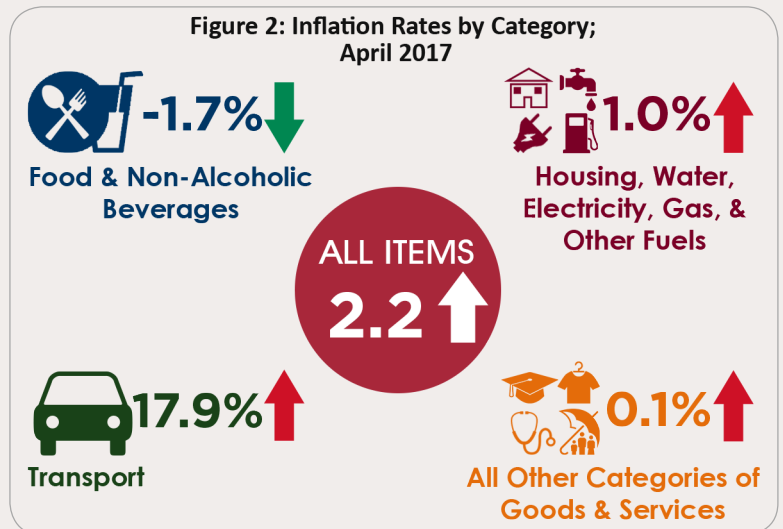 Figure 2: Inflation Rates by Category;
April 2017
-1.7%
Food & Non-Alcoholic
Beverages
1.0%
Housing, Water,
Electricity, Gas, &
Other Fuels
ALL ITEMS
2.2
17.9%
Transport
0.1%
All Other Categories of
Goods & Services